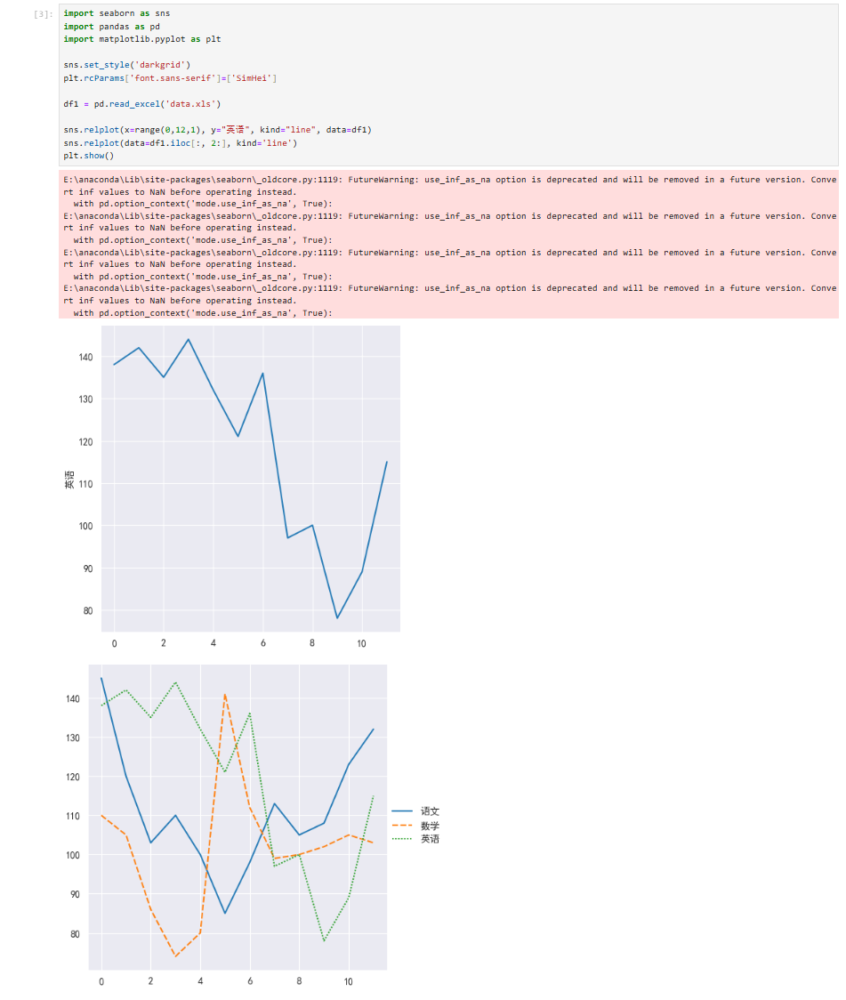 [3]:
import seaborn as sns
import pandas as pd
import matplotlib.pyplot as plt
sns.set_style('darkgrid')
plt.rcParams['font.sans-serif']=['SimHei']
df1 = pd.read_excel('data.xls')
sns.relplot(x=range(0,12,1), y="英语", kind="line", data=df1)
sns.relplot(data=df1.iloc[:, 2:], kind='line')
plt.show()
E:\anaconda\Lib\site-packages\seaborn\_oldcore.py:1119: FutureWarning: use_inf_as_na option is deprecated and will be removed in a future version. Conve
rt inf values to NaN before operating instead.
with pd.option_context('mode.use_inf_as_na', True):
E:\anaconda\Lib\site-packages\seaborn\_oldcore.py:1119: FutureWarning: use_inf_as_na option is deprecated and will be removed in a future version. Conve
rt inf values to NaN before operating instead.
with pd.option_context('mode.use_inf_as_na', True):
E:\anaconda\Lib\site-packages\seaborn\_oldcore.py:1119: FutureWarning: use_inf_as_na option is deprecated and will be removed in a future version. Conve
rt inf values to NaN before operating instead.
with pd.option_context('mode.use_inf_as_na', True):
E:\anaconda\Lib\site-packages\seaborn\_oldcore.py:1119: FutureWarning: use_inf_as_na option is deprecated and will be removed in a future version. Conve
rt inf values to NaN before operating instead.
with pd.option_context('mode.use_inf_as_na', True):
140
130
120
英语
110
100
90
80
0 2 4 6 8 10
140
130
120
110
100
90
80
0 2 4 6 8 10
语文
数学
英语